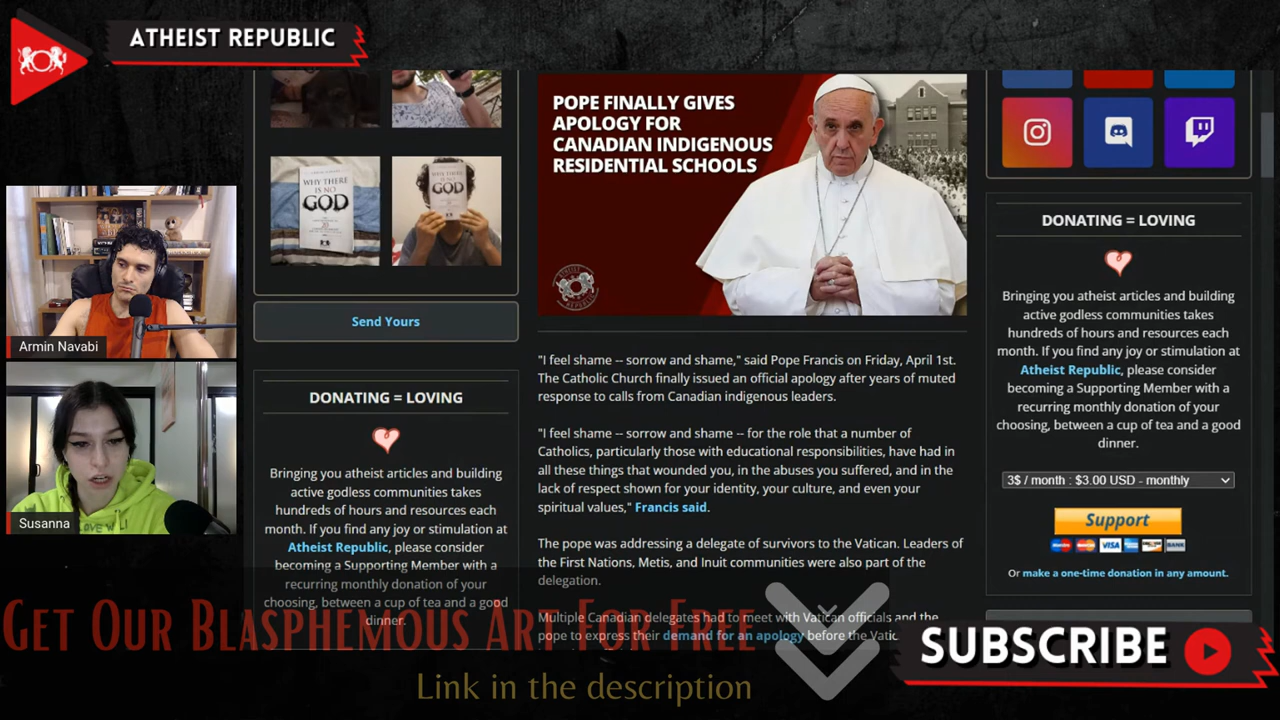 ATHEIST REPUBLIC
Armin Navabi
Susanna
WHY THERE
IS NO
GOD
WHY THERE
IS NO
GOD
Send Yours
DONATING = LOVING
Bringing you atheist articles and building
active godless communities takes
hundreds of hours and resources each
month. If you find any joy or stimulation at
Atheist Republic, please consider
becoming a Supporting Member with a
recurring monthly donation of your
choosing, between a cup of tea and a good
dinner.
POPE FINALLY GIVES
APOLOGY FOR
CANADIAN INDIGENOUS
RESIDENTIAL SCHOOLS
"I feel shame -- sorrow and shame," said Pope Francis on Friday, April 1st.
The Catholic Church finally issued an official apology after years of muted
response to calls from Canadian indigenous leaders.
"I feel shame -- sorrow and shame -- for the role that a number of
Catholics, particularly those with educational responsibilities, have had in
all these things that wounded you, in the abuses you suffered, and in the
lack of respect shown for your identity, your culture, and even your
spiritual values," Francis said.
The pope was addressing a delegate of survivors to the Vatican. Leaders of
the First Nations, Metis, and Inuit communities were also part of the
delegation.
Multiple Canadian delegates had to meet with Vatican officials and the
pope to express their demand for an apology before the Vatic
DONATING = LOVING
Bringing you atheist articles and building
active godless communities takes
hundreds of hours and resources each
month. If you find any joy or stimulation at
Atheist Republic, please consider
becoming a Supporting Member with a
recurring monthly donation of your
choosing, between a cup of tea and a good
dinner.
3$ / month : $3.00 USD - monthly
Support
VISA
BANK
Or make a one-time donation in any amount.
GET OUR BLASPHEMOUS ART FOR FREE
Link in the description
SUBSCRIBE